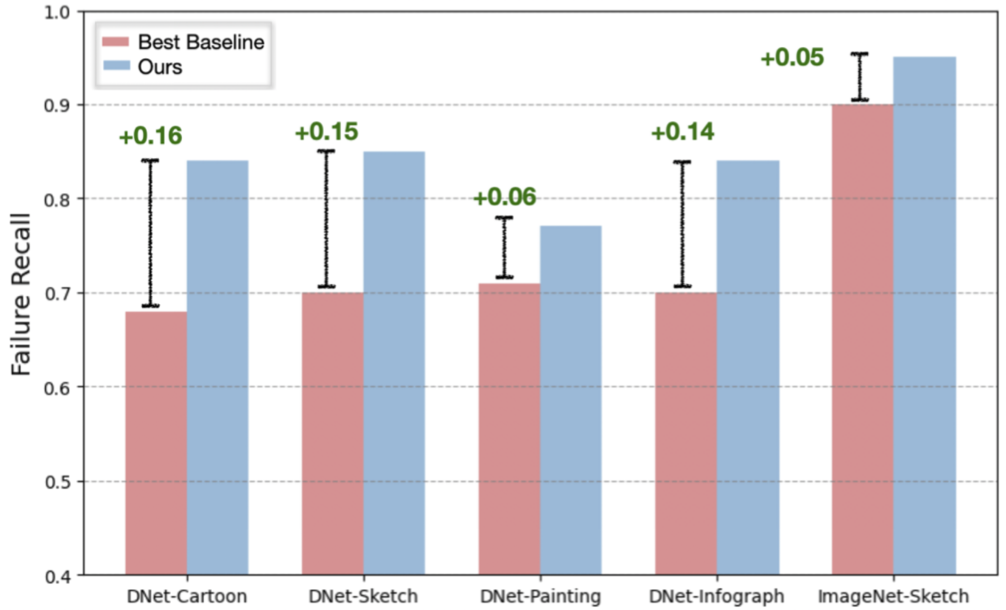 Best Baseline
Ours
+0.16
+0.15
+0.06
+0.14
+0.05
Failure Recall
1.0
0.9
0.8
0.7
0.6
0.5
0.4
DNet-Cartoon
DNet-Sketch
DNet-Painting
DNet-Infograph
ImageNet-Sketch